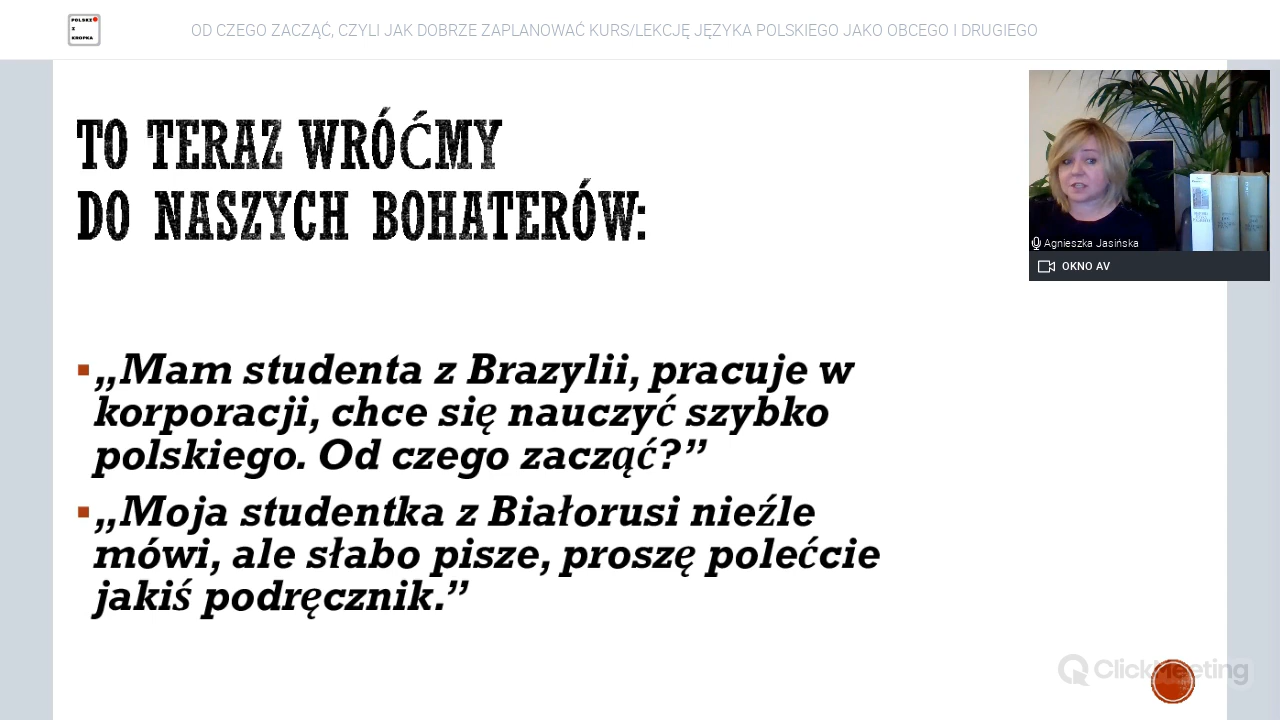 POLSKI
Z
KROPKA
OD CZEGO ZACZĄĆ, CZYLI JAK DOBRZE ZAPLANOWAĆ KURS/LEKCJĘ JĘZYKA POLSKIEGO JAKO OBCEGO I DRUGIEGO
TO TERAZ WRÓĆMY
DO NASZYCH BOHATERÓW:
Agnieszka Jasińska
OKNO AV
▪„Mam studenta z Brazylii, pracuje w
korporacji, chce się nauczyć szybko
polskiego. Od czego zacząć?”
▪„Moja studentka z Białorusi nieźle
mówi, ale słabo pisze, proszę polećcie
jakiś podręcznik.”
ClickMeeting